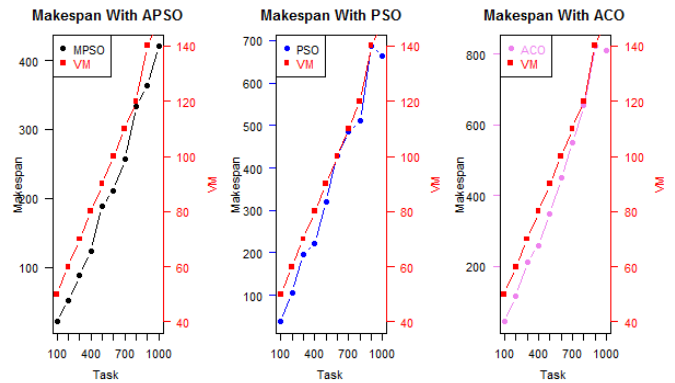 Makespan With APSO
MPSO
VM
Makespan
400
300
200
100
140
120
100
80
60
40
VM
100 400 700 1000
Task
Makespan With PSO
PSO
VM
Makespan
700
600
500
400
300
200
100
140
120
100
80
60
40
VM
100 400 700 1000
Task
Makespan With ACO
ACO
VM
Makespan
800
600
400
200
140
120
100
80
60
40
VM
100 400 700 1000
Task